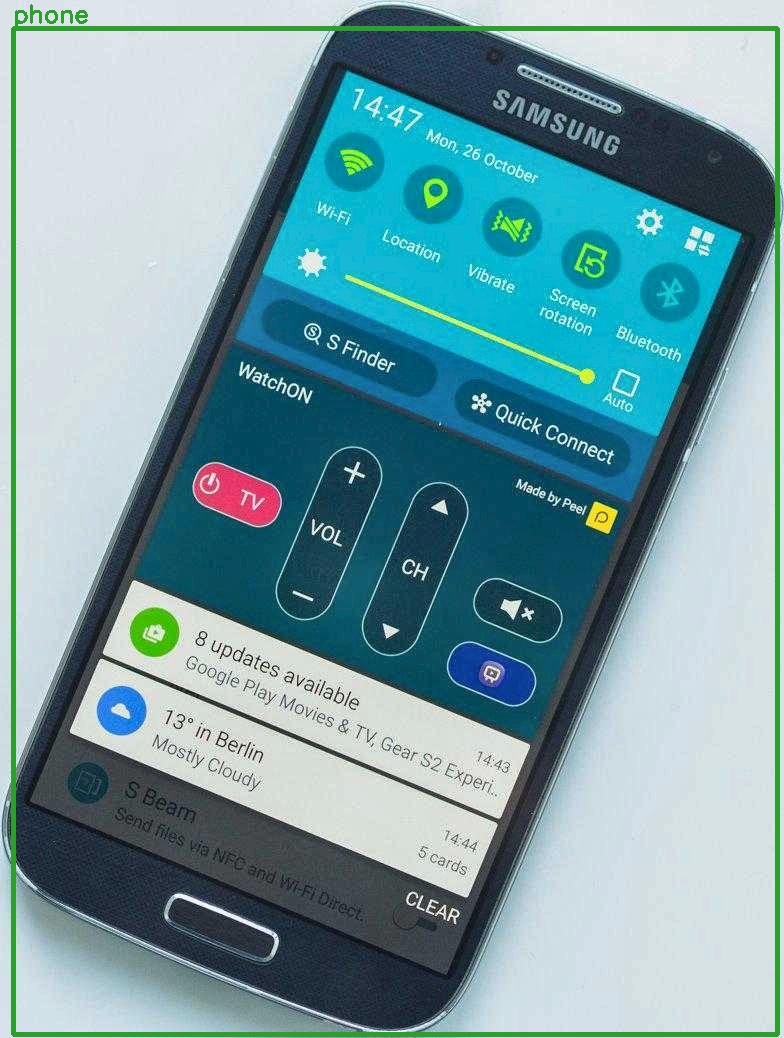 phone
SAMSUNG
14:47 Mon, 26 October
Wi-Fi
Location
Vibrate
Screen
rotation
Bluetooth
Auto
S Finder
Quick Connect
WatchON
Made by Peel
TV
VOL
CH
8 updates available
Google Play Movies & TV, Gear S2 Experi..
14:43
13° in Berlin
Mostly Cloudy
14:44
5 cards
S Beam
Send files via NFC and Wi-Fi Direct.
CLEAR